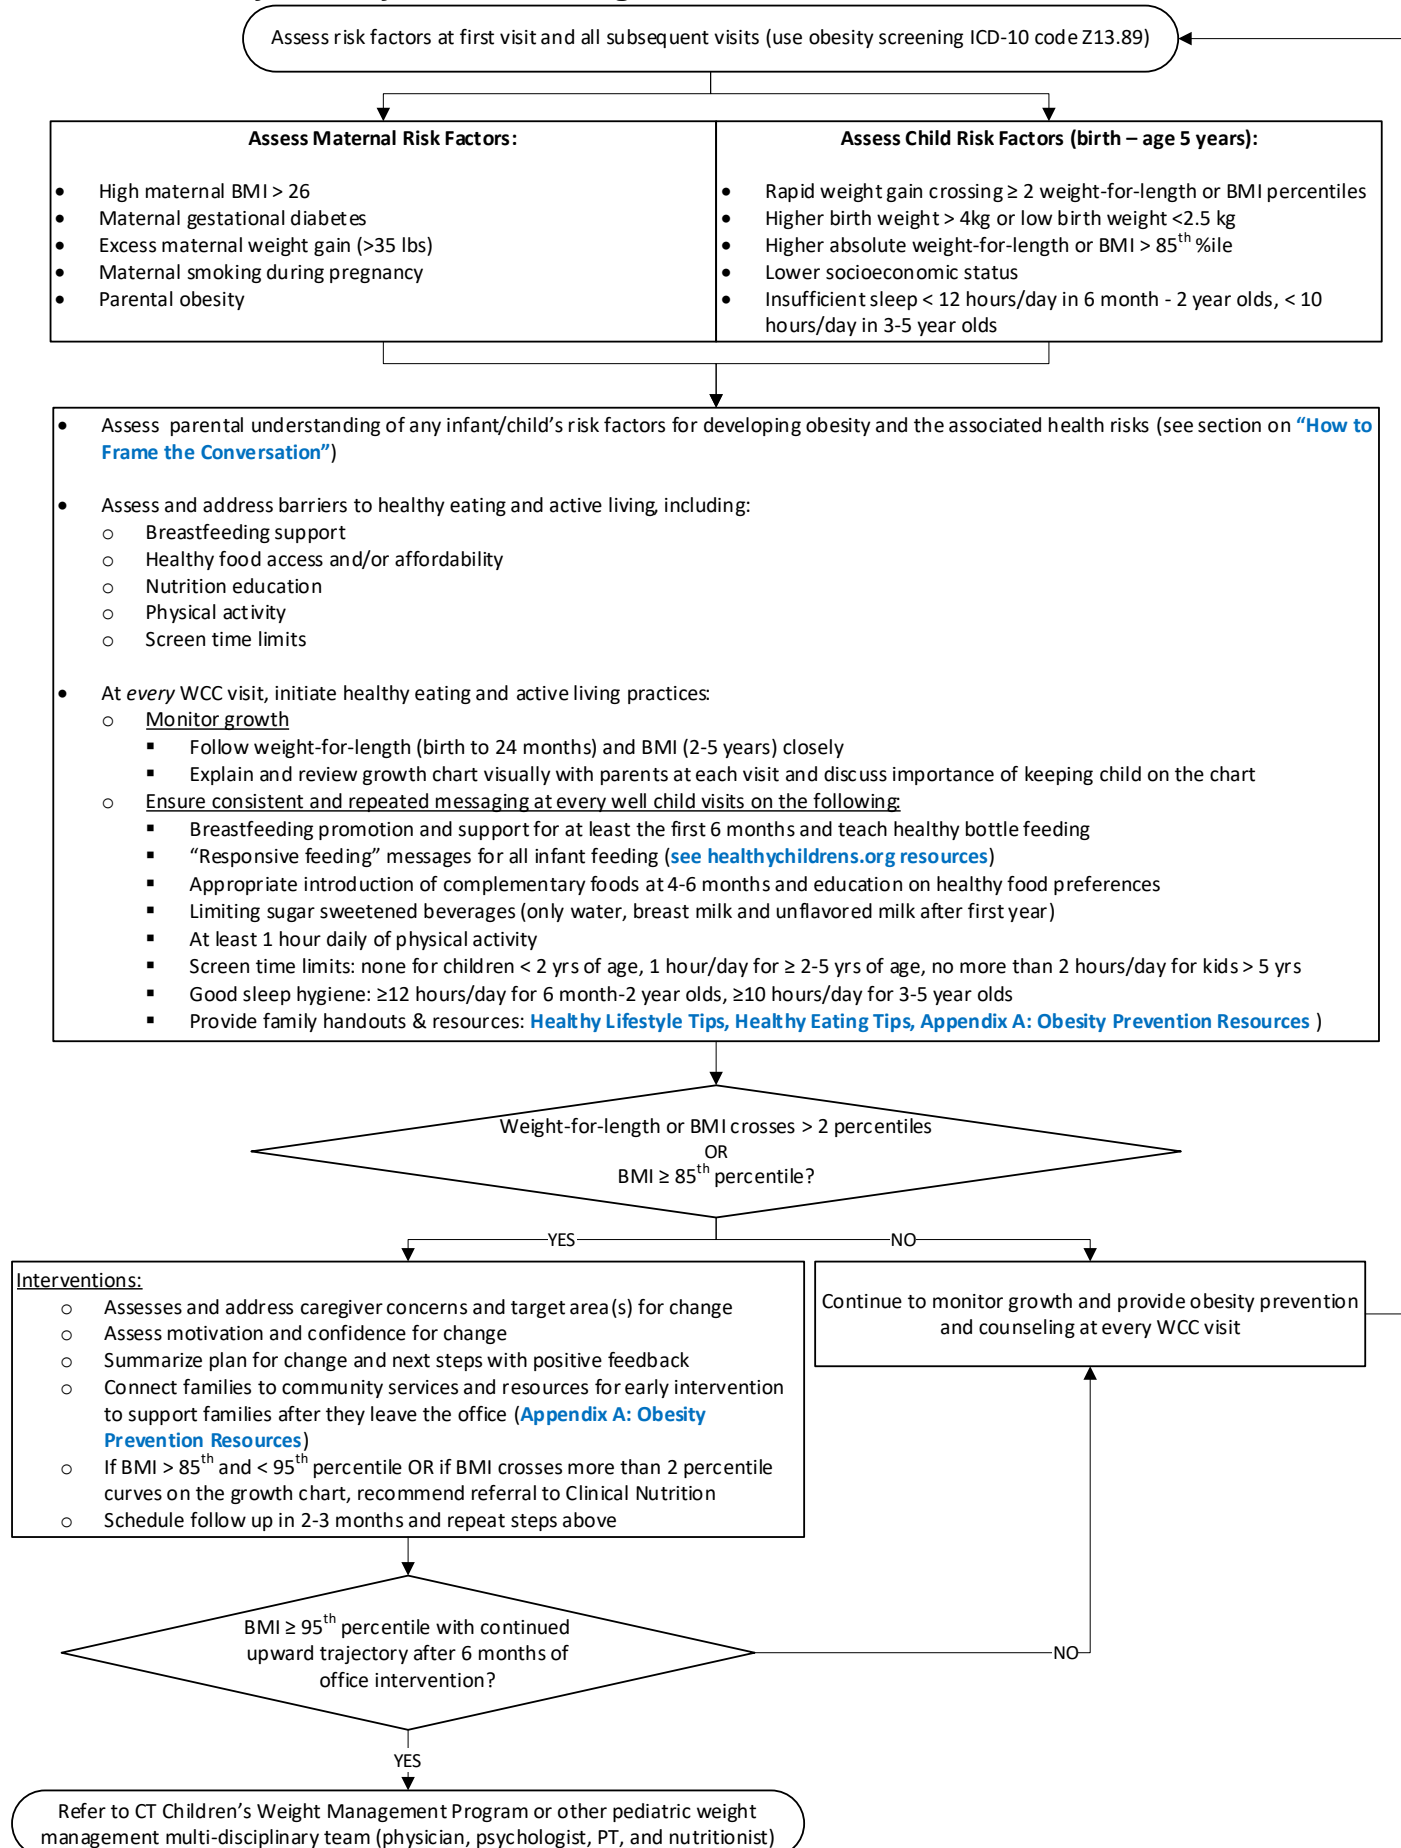 Assess risk factors at first visit and all subsequent visits (use obesity screening ICD-10 code Z13.89)
Assess Maternal Risk Factors:
• High maternal BMI > 26
• Maternal gestational diabetes
• Excess maternal weight gain (>35 lbs)
• Maternal smoking during pregnancy
• Parental obesity
Assess Child Risk Factors (birth – age 5 years):
• Rapid weight gain crossing ≥ 2 weight-for-length or BMI percentiles
• Higher birth weight > 4kg or low birth weight <2.5 kg
• Higher absolute weight-for-length or BMI > 85th %ile
• Lower socioeconomic status
• Insufficient sleep < 12 hours/day in 6 month - 2 year olds, < 10
hours/day in 3-5 year olds
• Assess parental understanding of any infant/child's risk factors for developing obesity and the associated health risks (see section on “How to
Frame the Conversation”)
• Assess and address barriers to healthy eating and active living, including:
o Breastfeeding support
o Healthy food access and/or affordability
o Nutrition education
o Physical activity
o Screen time limits
• At every WCC visit, initiate healthy eating and active living practices:
o Monitor growth
▪ Follow weight-for-length (birth to 24 months) and BMI (2-5 years) closely
▪ Explain and review growth chart visually with parents at each visit and discuss importance of keeping child on the chart
o Ensure consistent and repeated messaging at every well child visits on the following:
▪ Breastfeeding promotion and support for at least the first 6 months and teach healthy bottle feeding
▪ “Responsive feeding” messages for all infant feeding (see healthychildrens.org resources)
▪ Appropriate introduction of complementary foods at 4-6 months and education on healthy food preferences
▪ Limiting sugar sweetened beverages (only water, breast milk and unflavored milk after first year)
▪ At least 1 hour daily of physical activity
▪ Screen time limits: none for children < 2 yrs of age, 1 hour/day for ≥ 2-5 yrs of age, no more than 2 hours/day for kids > 5 yrs
▪ Good sleep hygiene: ≥12 hours/day for 6 month-2 year olds, ≥10 hours/day for 3-5 year olds
▪ Provide family handouts & resources: Healthy Lifestyle Tips, Healthy Eating Tips, Appendix A: Obesity Prevention Resources )
Weight-for-length or BMI crosses > 2 percentiles
OR
BMI ≥ 85th percentile?
YES
NO
Interventions:
o Assesses and address caregiver concerns and target area(s) for change
o Assess motivation and confidence for change
o Summarize plan for change and next steps with positive feedback
o Connect families to community services and resources for early intervention
to support families after they leave the office (Appendix A: Obesity
Prevention Resources)
o If BMI > 85th and < 95th percentile OR if BMI crosses more than 2 percentile
curves on the growth chart, recommend referral to Clinical Nutrition
o Schedule follow up in 2-3 months and repeat steps above
Continue to monitor growth and provide obesity prevention
and counseling at every WCC visit
BMI ≥ 95th percentile with continued
upward trajectory after 6 months of
office intervention?
NO
YES
Refer to CT Children's Weight Management Program or other pediatric weight
management multi-disciplinary team (physician, psychologist, PT, and nutritionist)